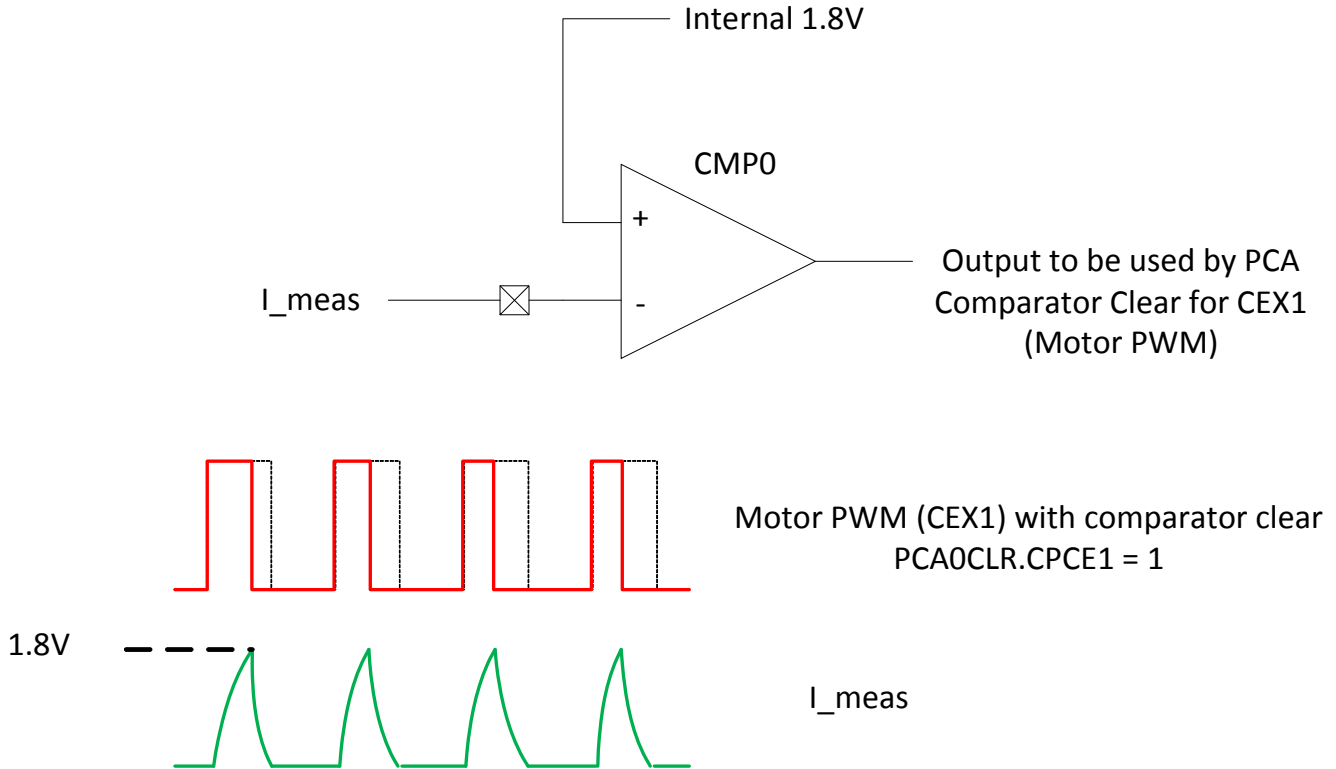 Internal 1.8V
CMP0
+
I_meas
-
Output to be used by PCA
Comparator Clear for CEX1
(Motor PWM)
Motor PWM (CEX1) with comparator clear
PCA0CLR.CPCE1 = 1
1.8V
I_meas